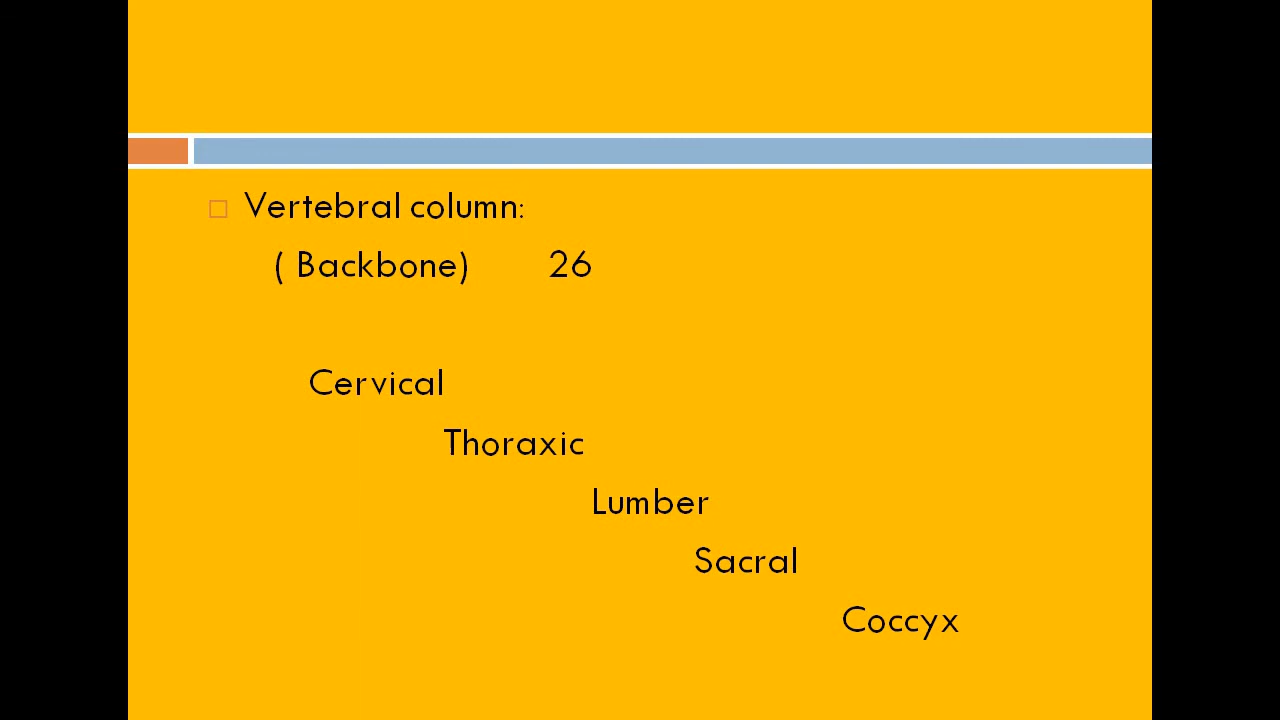 Vertebral column:
( Backbone) 26
Cervical
Thoraxic
Lumber
Sacral
Coccyx